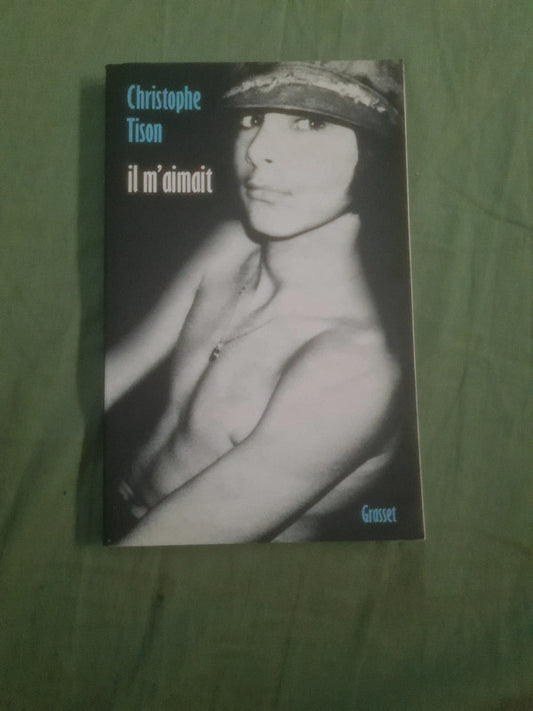 Christophe
Tison
il m'aimait
Grasset